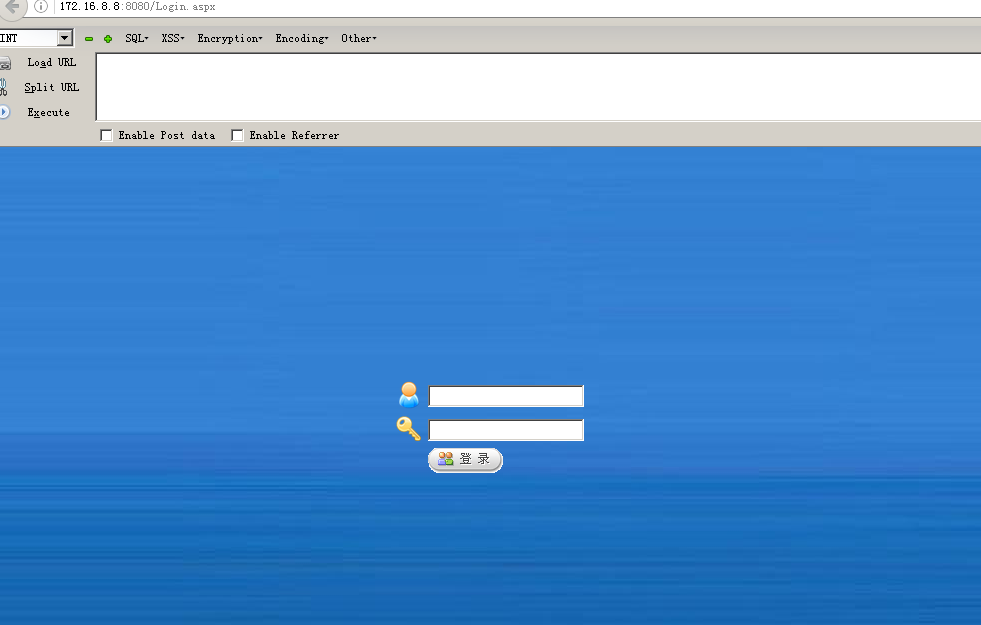 172.16.8.8:8080/Login.aspx
INT SQL XSS Encryption Encoding Other
Load URL
Split URL
Execute
Enable Post data Enable Referrer
登 录